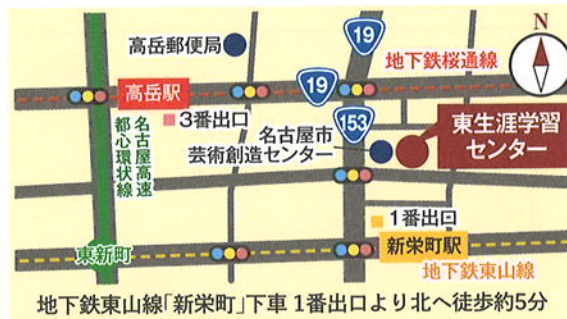 N
19
高岳郵便局
地下鉄桜通線
19
高岳駅
3番出口
153
東生涯学習
センター
名古屋市
芸術創造センター
名古屋高速
都心環状線
1番出口
東新町
新栄町駅
地下鉄東山線
地下鉄東山線「新栄町」下車 1番出口より北へ徒歩約5分